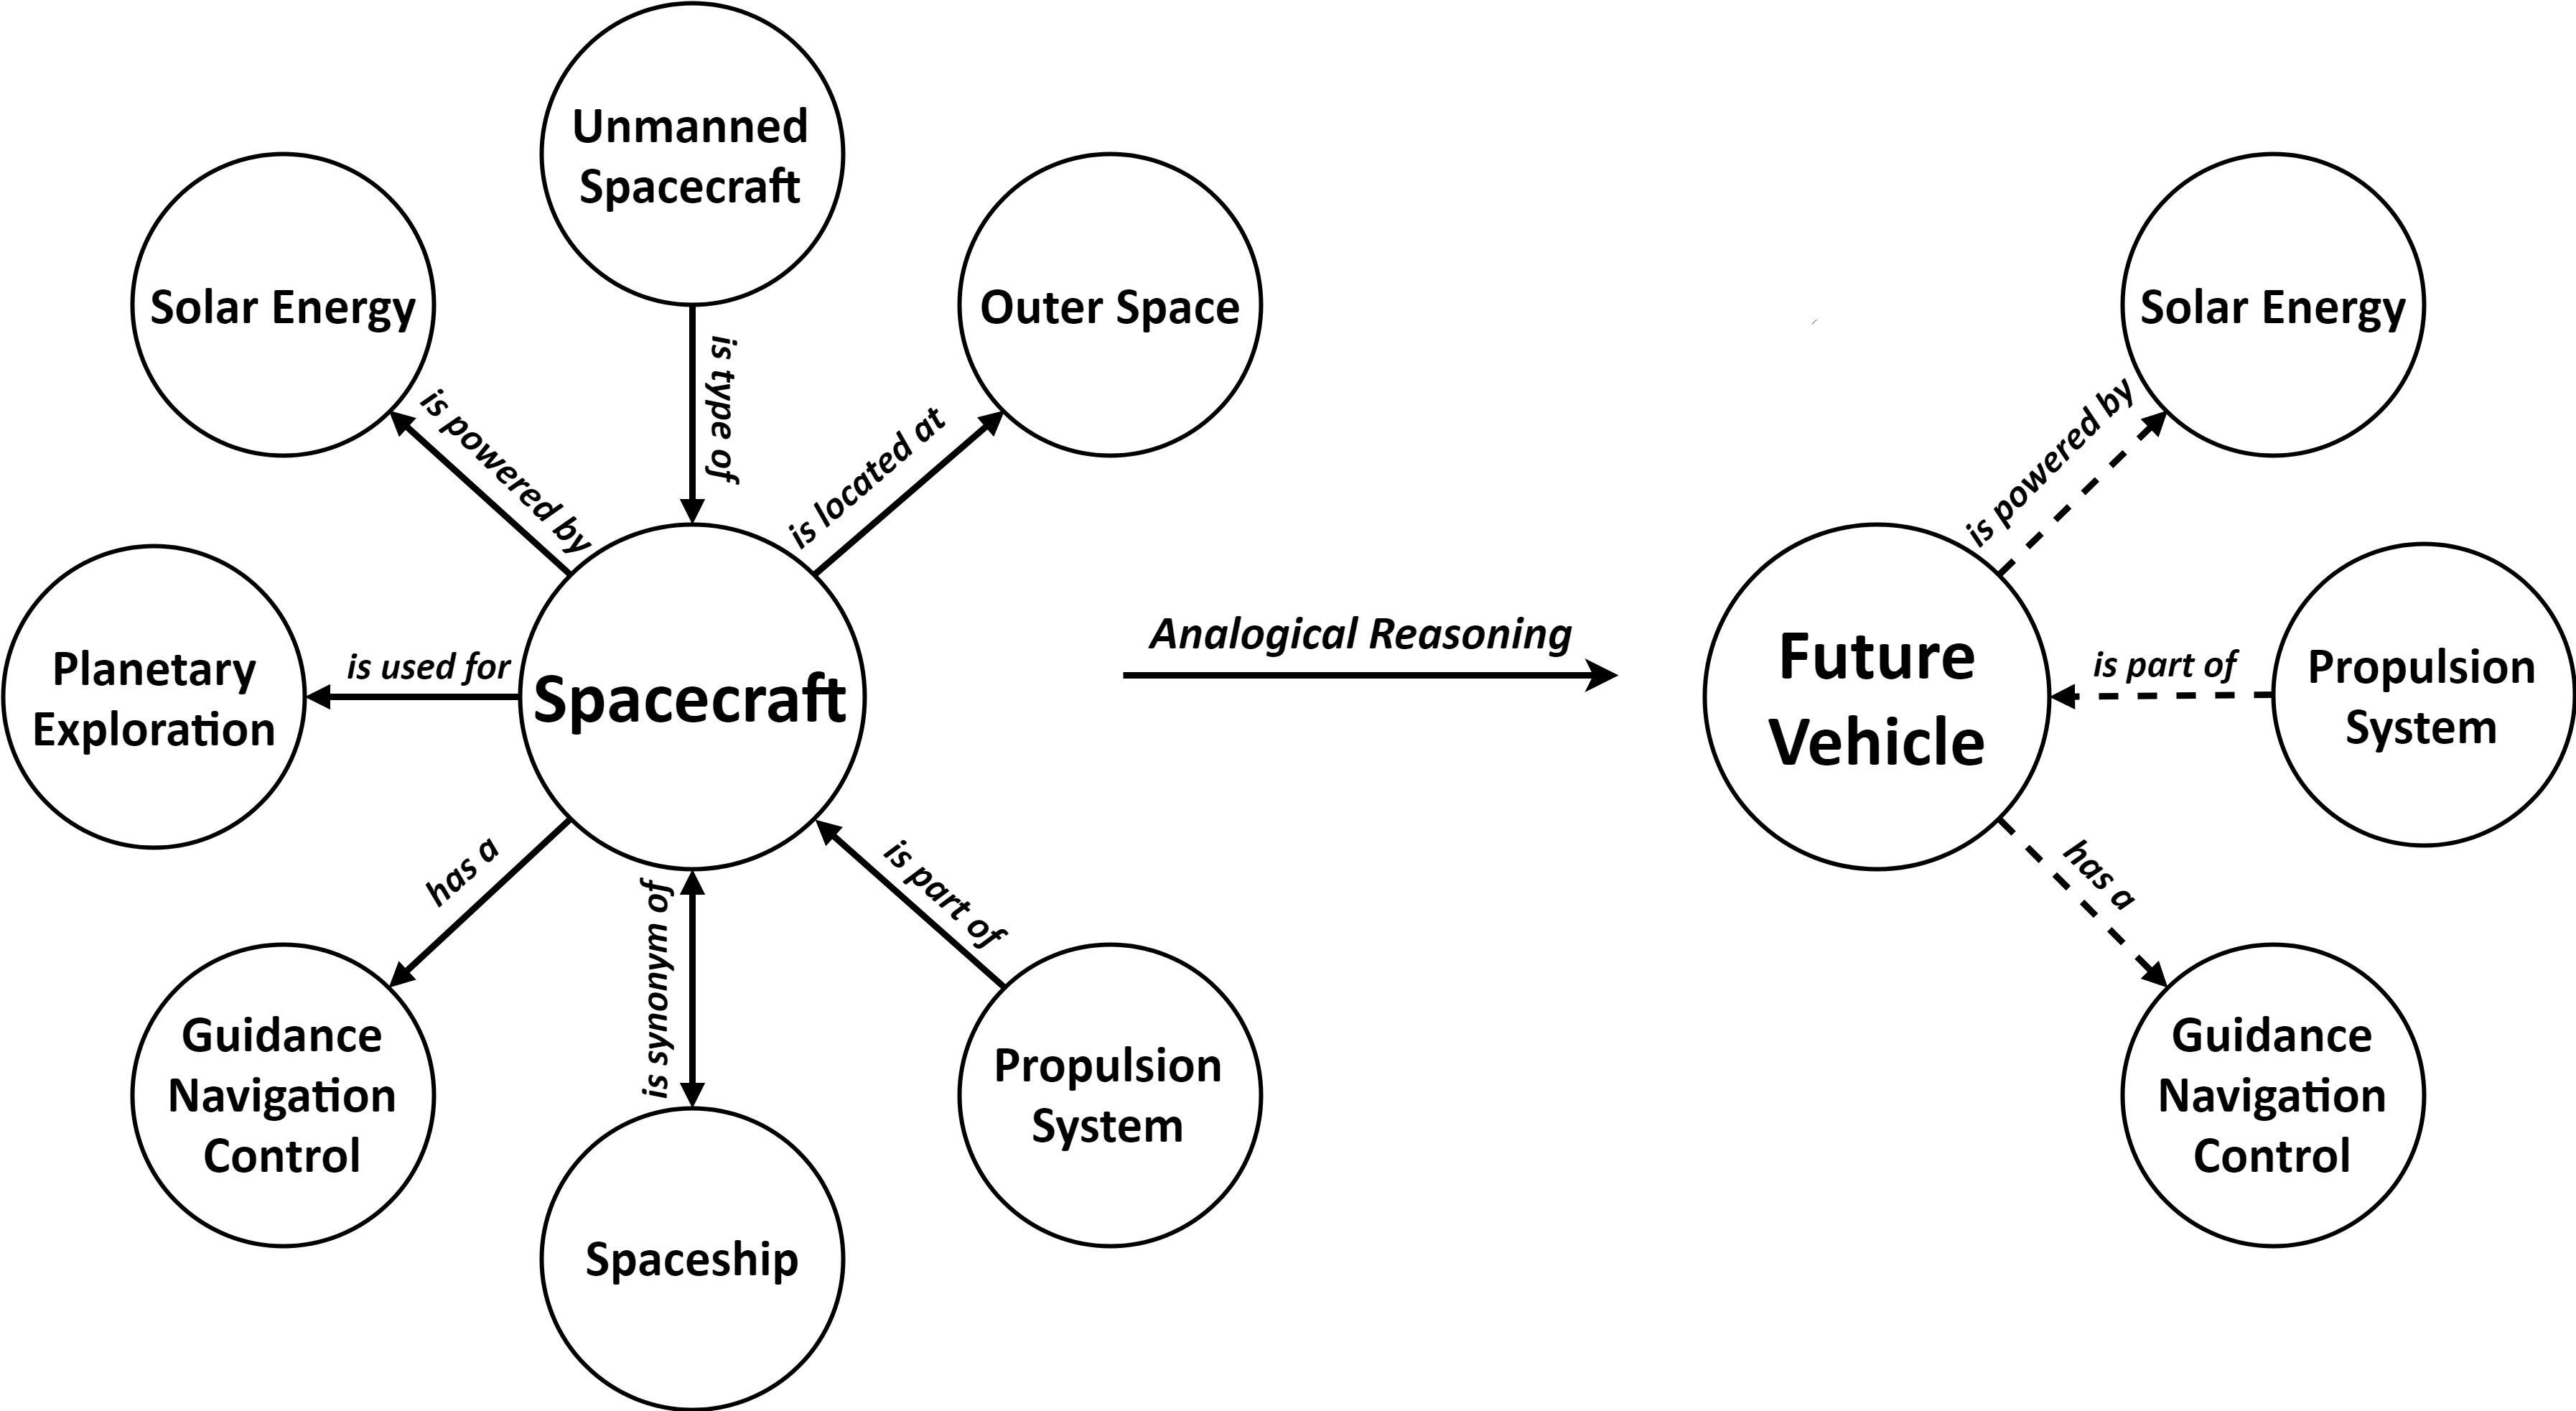 Unmanned
Spacecraft
Solar Energy
Outer Space
is type of
is powered by
is located at
Planetary
Exploration
is used for
Spacecraft
has a
is synonym of
is part of
Guidance
Navigation
Control
Propulsion
System
Spaceship
Analogical Reasoning
Solar Energy
is powered by
Future
Vehicle
is part of
Propulsion
System
has a
Guidance
Navigation
Control